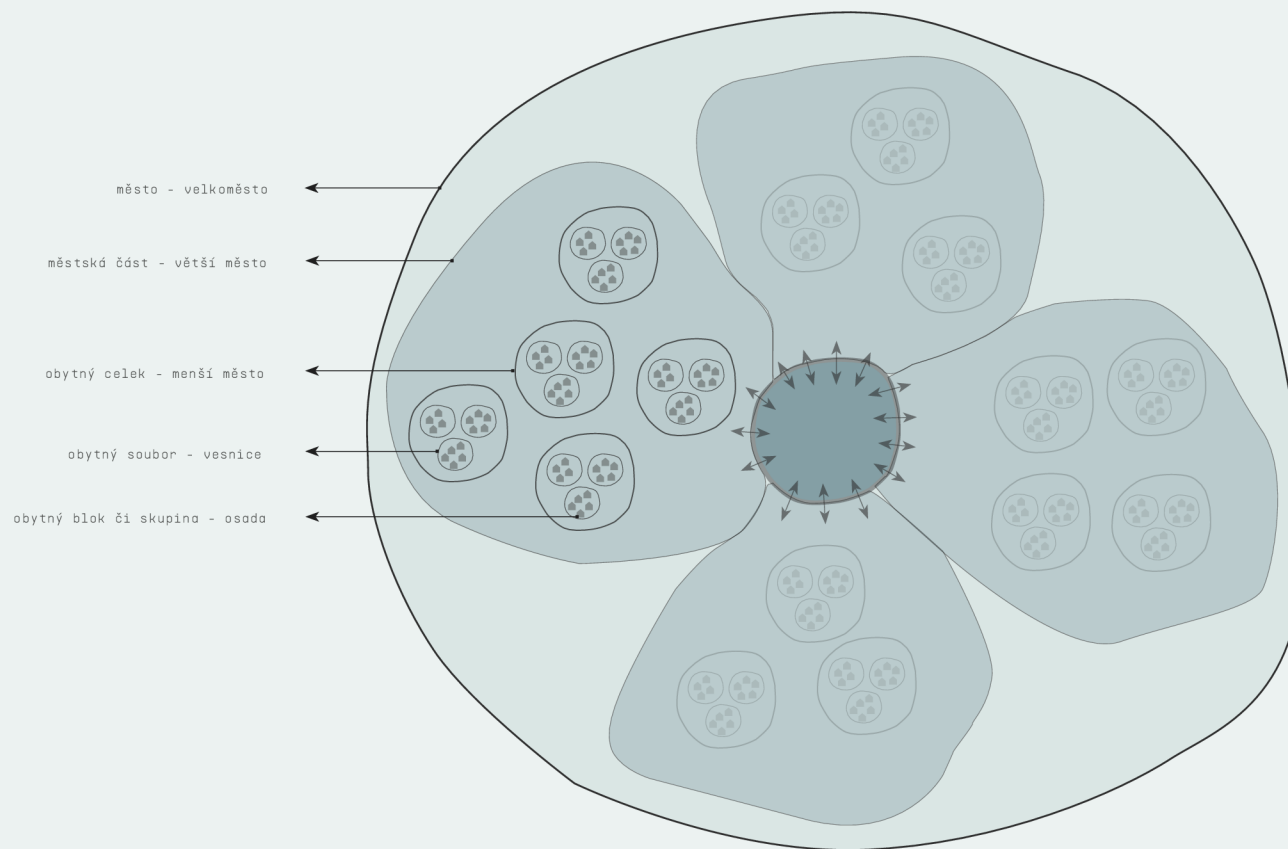 město - velkoměsto
městská část - větší město
obytný celek - menší město
obytný soubor - vesnice
obytný blok či skupina - osada